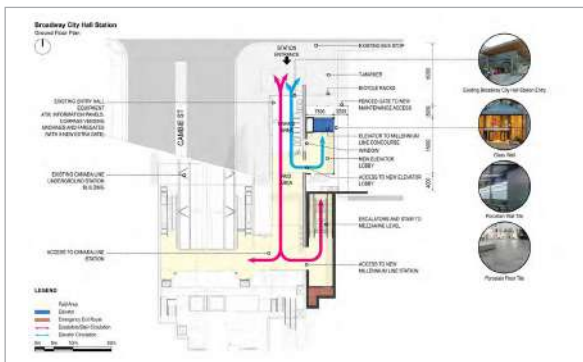 Broadway City Hall Station
Ground Floor Plan
STATION
ENTRANCE
EXISTING BUS STOP
BICYCLE RACKS
FENCED GATE TO NEW
MAINTENANCE ACCESS
EXISTING ENTRY HALL
EQUIPMENT
CAMBIE ST
ELEVATOR TO MILLENNIUM
LINE CONCOURSE
WINDOW
NEW ELEVATOR
LOBBY
ACCESS TO NEW ELEVATOR
LOBBY
EXISTING CANADA LINE
UNDERGROUND STATION
BUILDING
PAID
AREA
ESCALATORS AND STAIR TO
MEZZANINE LEVEL
ACCESS TO CANADA LINE
STATION
ACCESS TO NEW
MILLENNIUM LINE STATION
Existing Broadway City Hall Station Entry
Glass Wall
Porcelain Wall Tile
Porcelain Floor Tile
LEGEND
Paid Area
Elevator
Emergency Exit Route
Escalator/Stair Circulation
Elevator Circulation